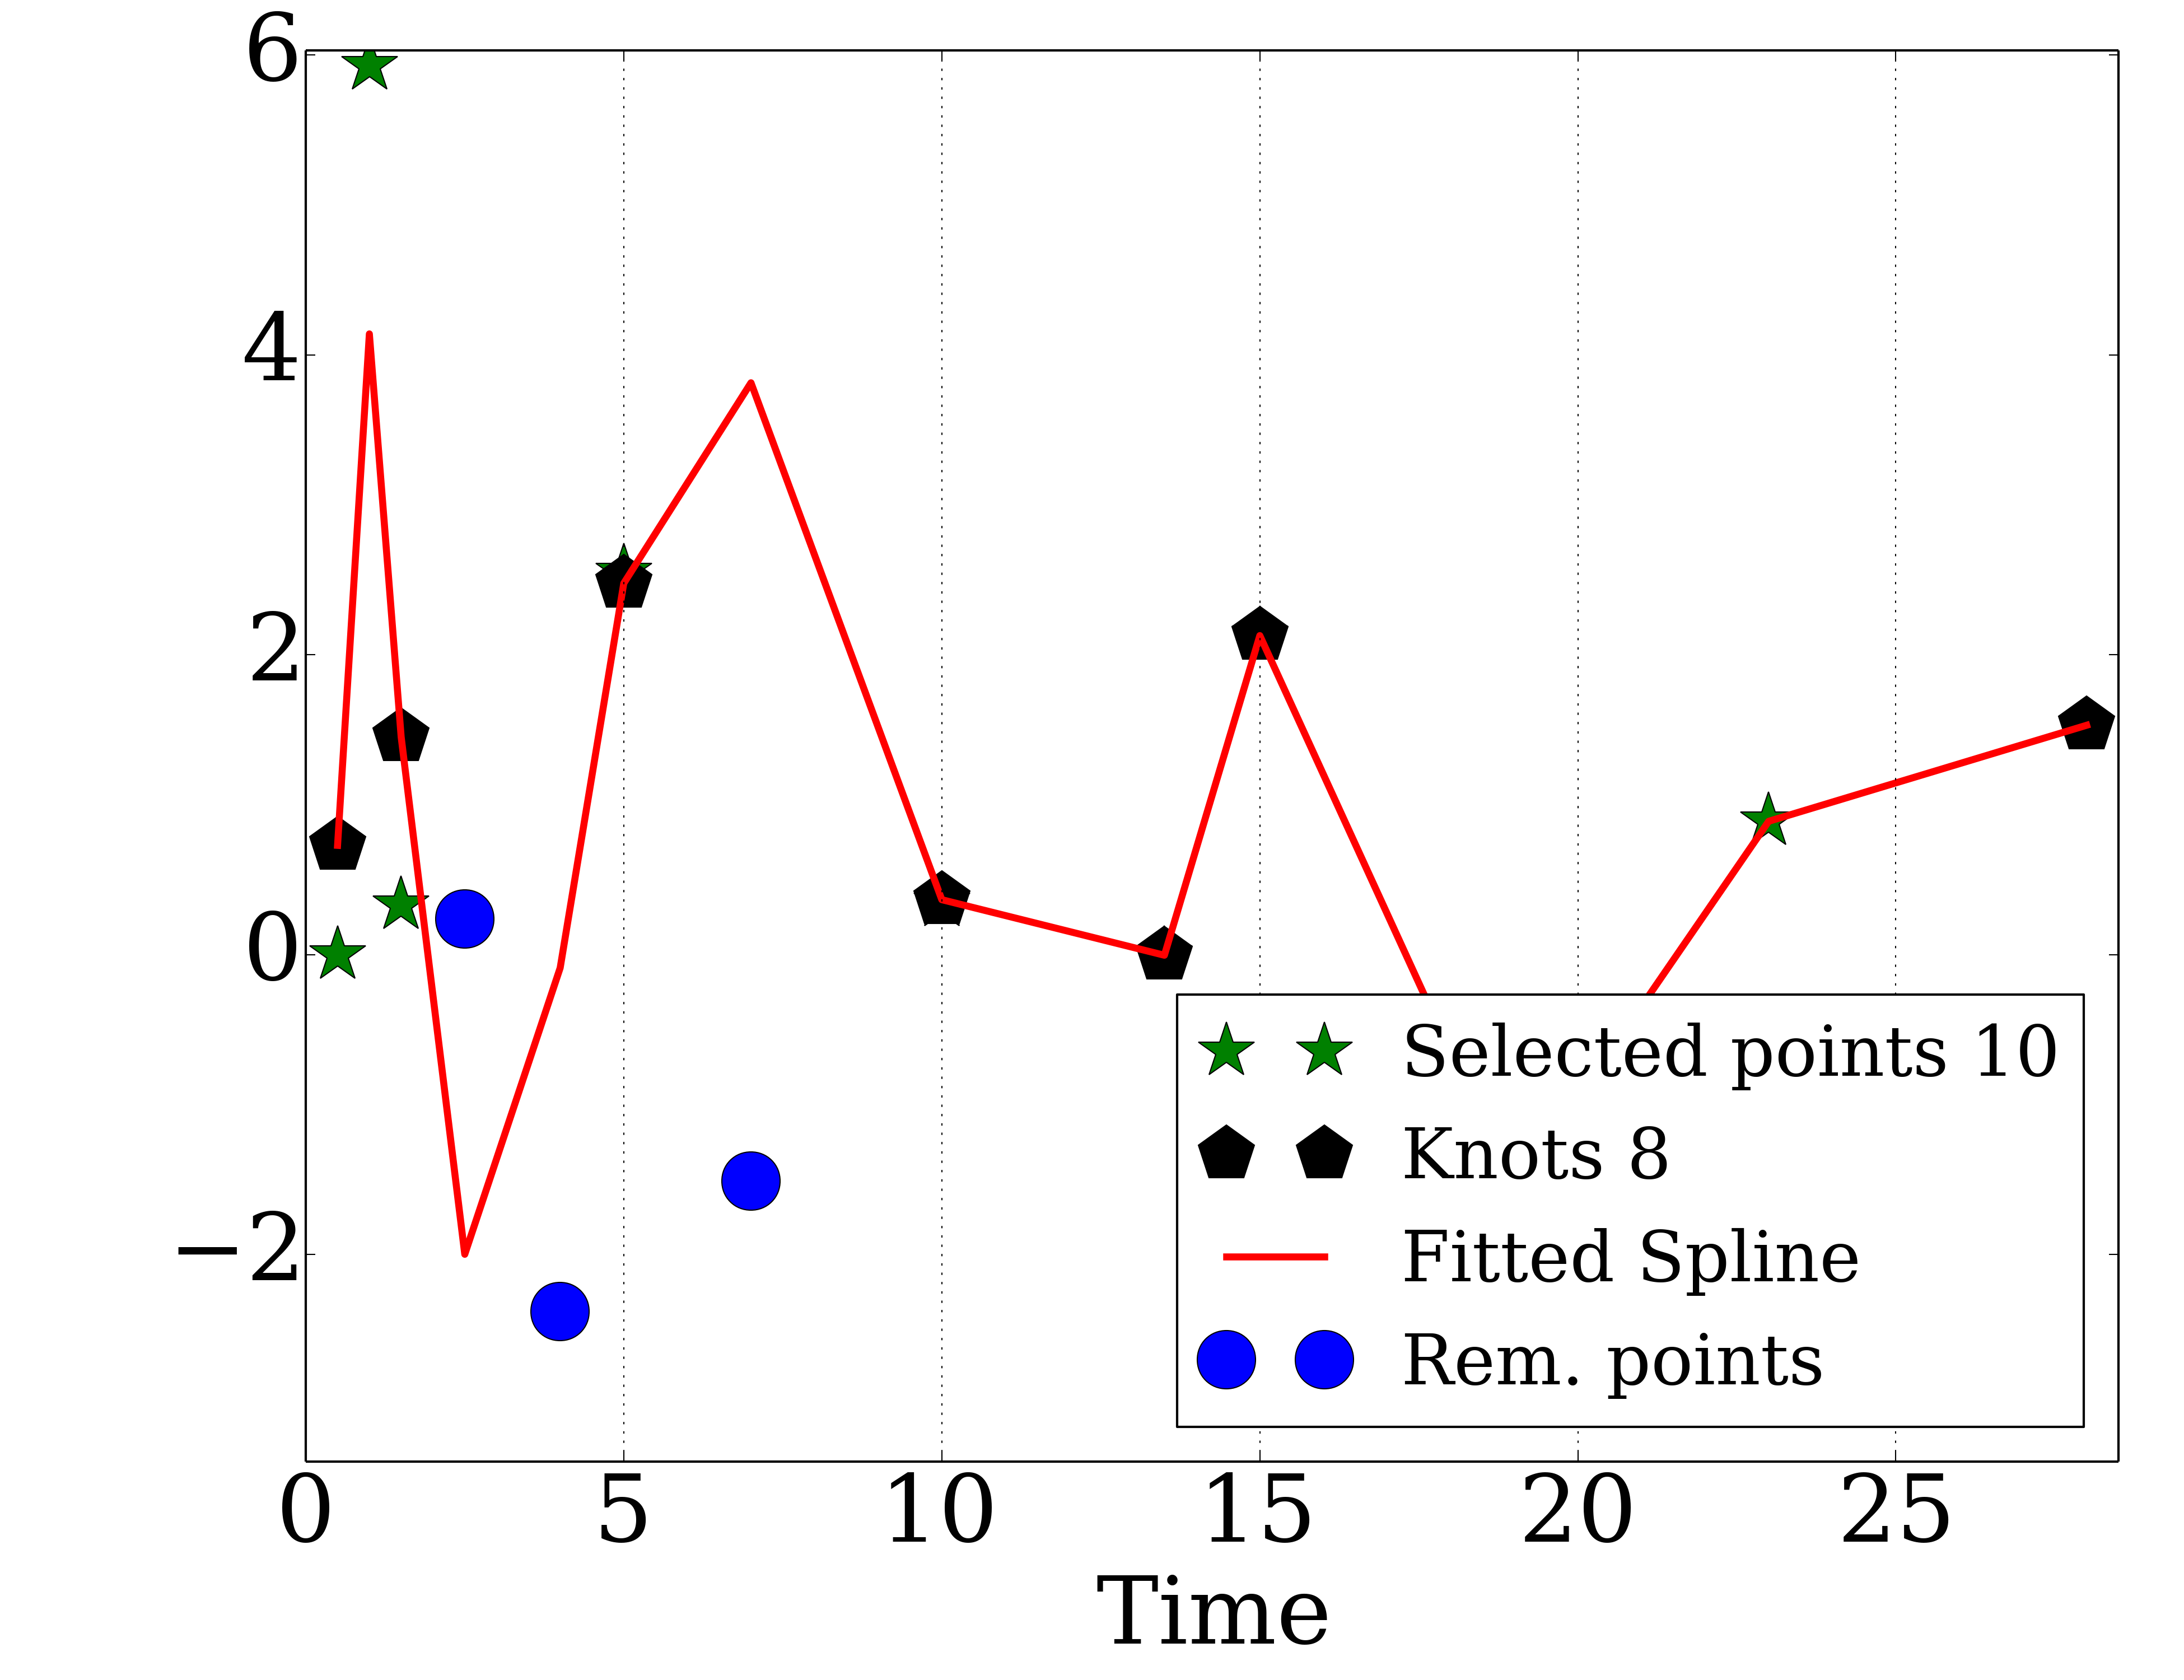 6
4
2
0
−2
Selected points 10
Knots 8
Fitted Spline
Rem. points
0 5 10 15 20 25
Time